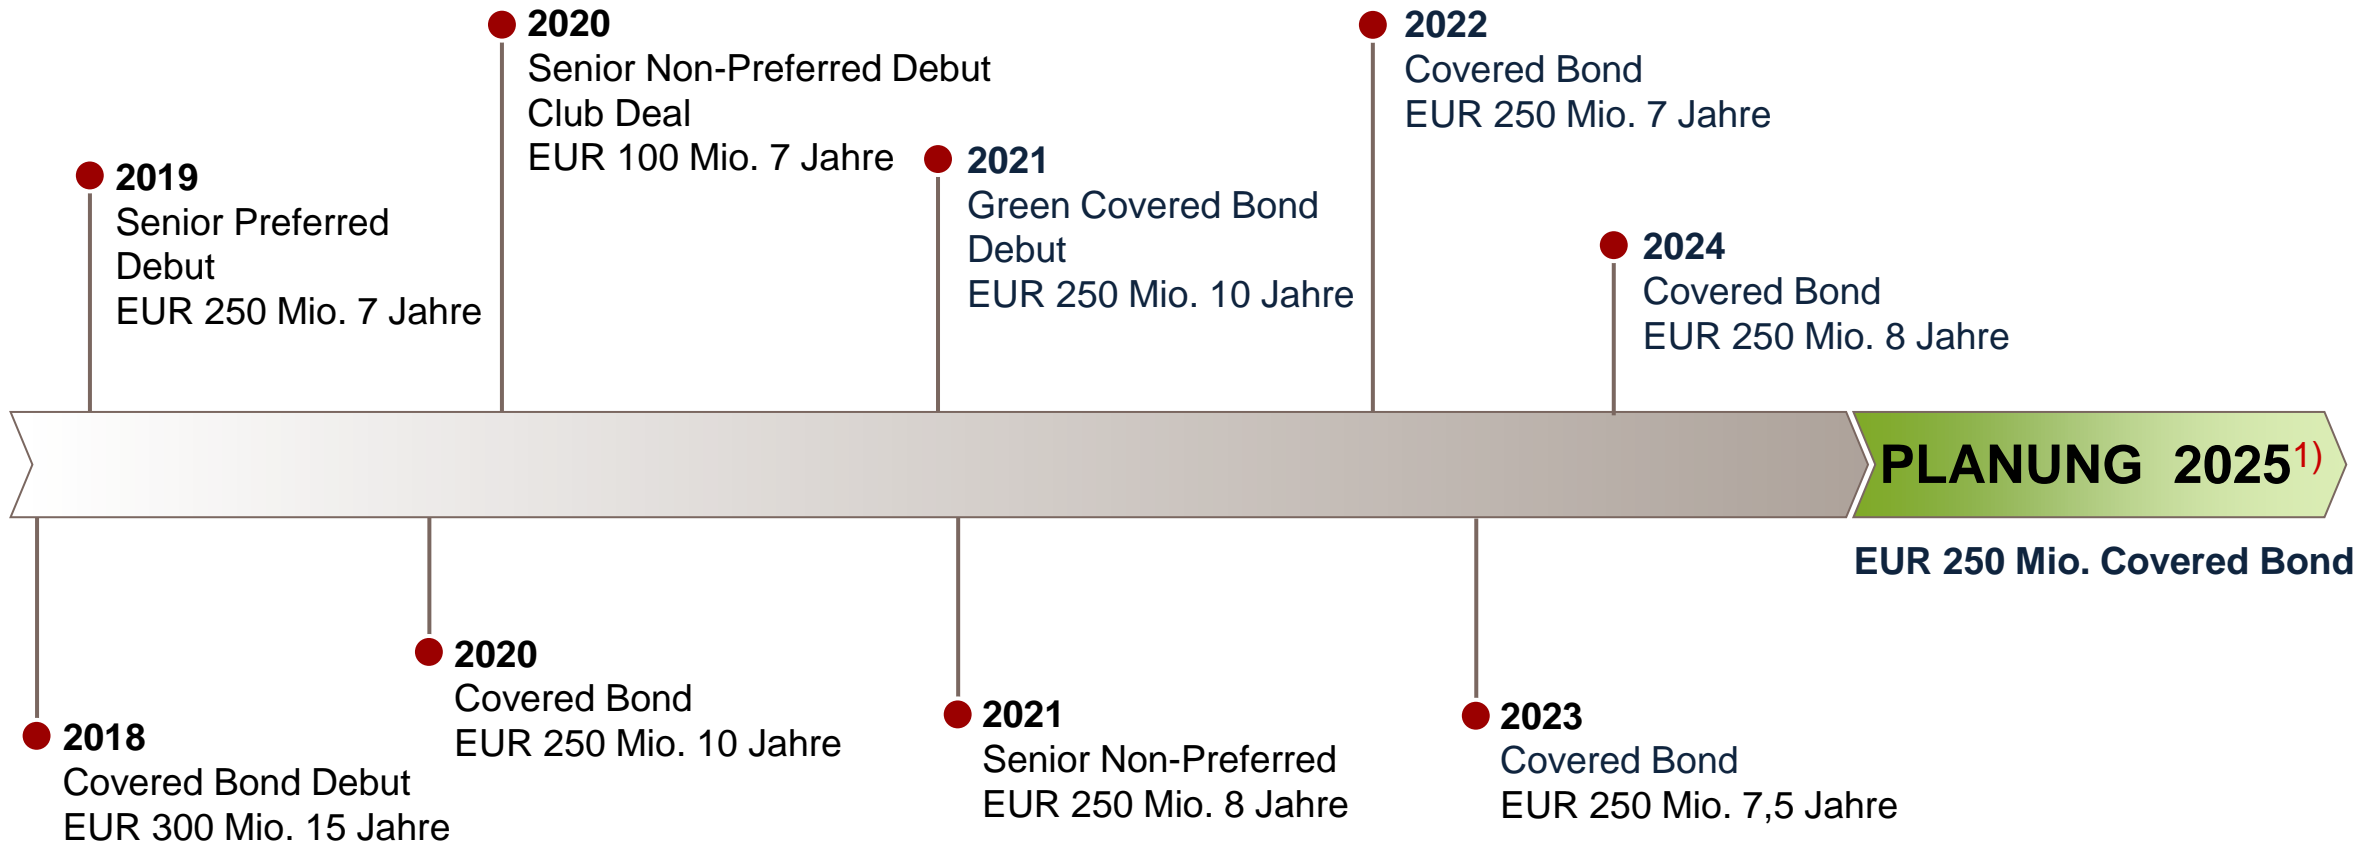 2020
Senior Non-Preferred Debut
Club Deal
EUR 100 Mio. 7 Jahre
2022
Covered Bond
EUR 250 Mio. 7 Jahre
2019
Senior Preferred
Debut
EUR 250 Mio. 7 Jahre
2021
Green Covered Bond
Debut
EUR 250 Mio. 10 Jahre
2024
Covered Bond
EUR 250 Mio. 8 Jahre
PLANUNG 2025¹⁾
EUR 250 Mio. Covered Bond
2018
Covered Bond Debut
EUR 300 Mio. 15 Jahre
2020
Covered Bond
EUR 250 Mio. 10 Jahre
2021
Senior Non-Preferred
EUR 250 Mio. 8 Jahre
2023
Covered Bond
EUR 250 Mio. 7,5 Jahre